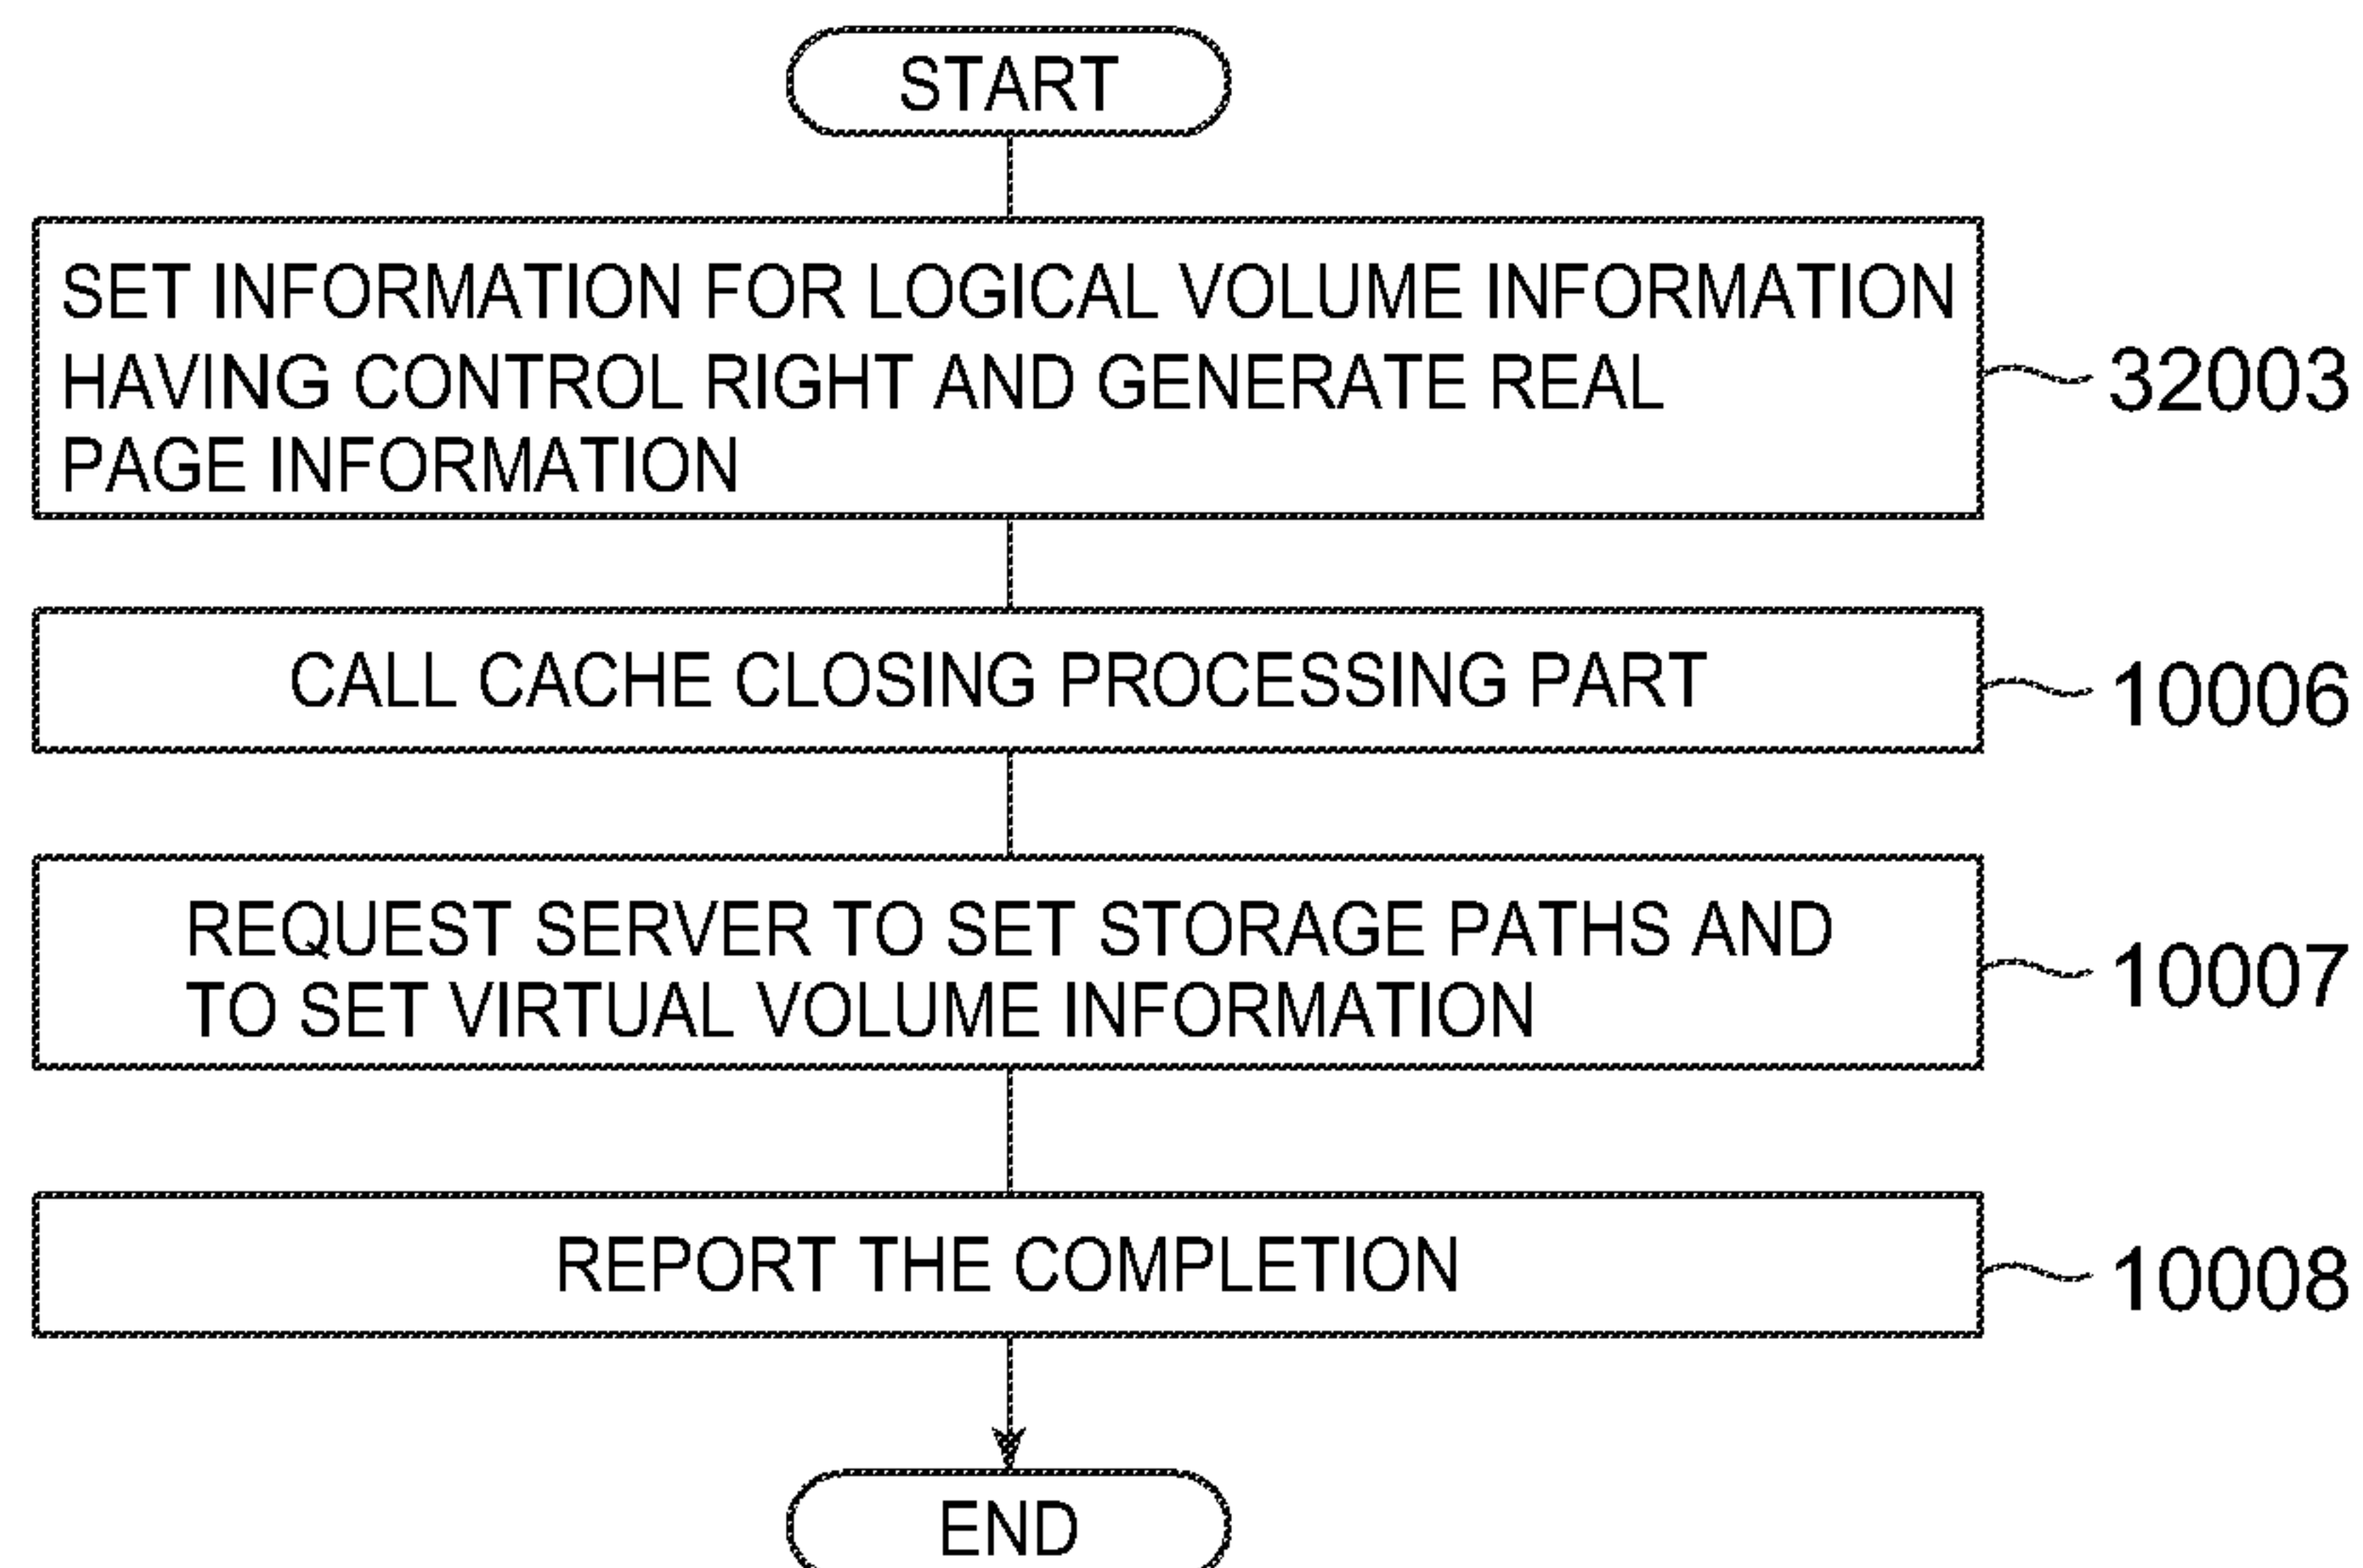 START
SET INFORMATION FOR LOGICAL VOLUME INFORMATION
HAVING CONTROL RIGHT AND GENERATE REAL
PAGE INFORMATION
32003
CALL CACHE CLOSING PROCESSING PART
10006
REQUEST SERVER TO SET STORAGE PATHS AND
TO SET VIRTUAL VOLUME INFORMATION
10007
REPORT THE COMPLETION
10008
END